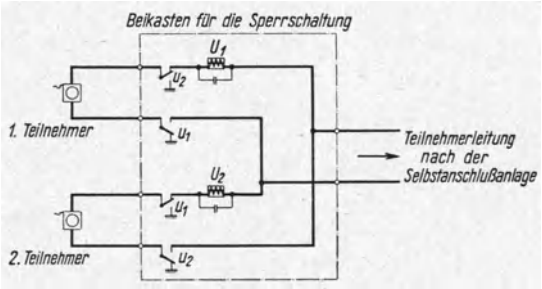 Beikasten für die Sperrschaltung
U1
u2
1. Teilnehmer
u1
Teilnehmerleitung
nach der
Selbstanschlußanlage
U2
u1
2. Teilnehmer
u2